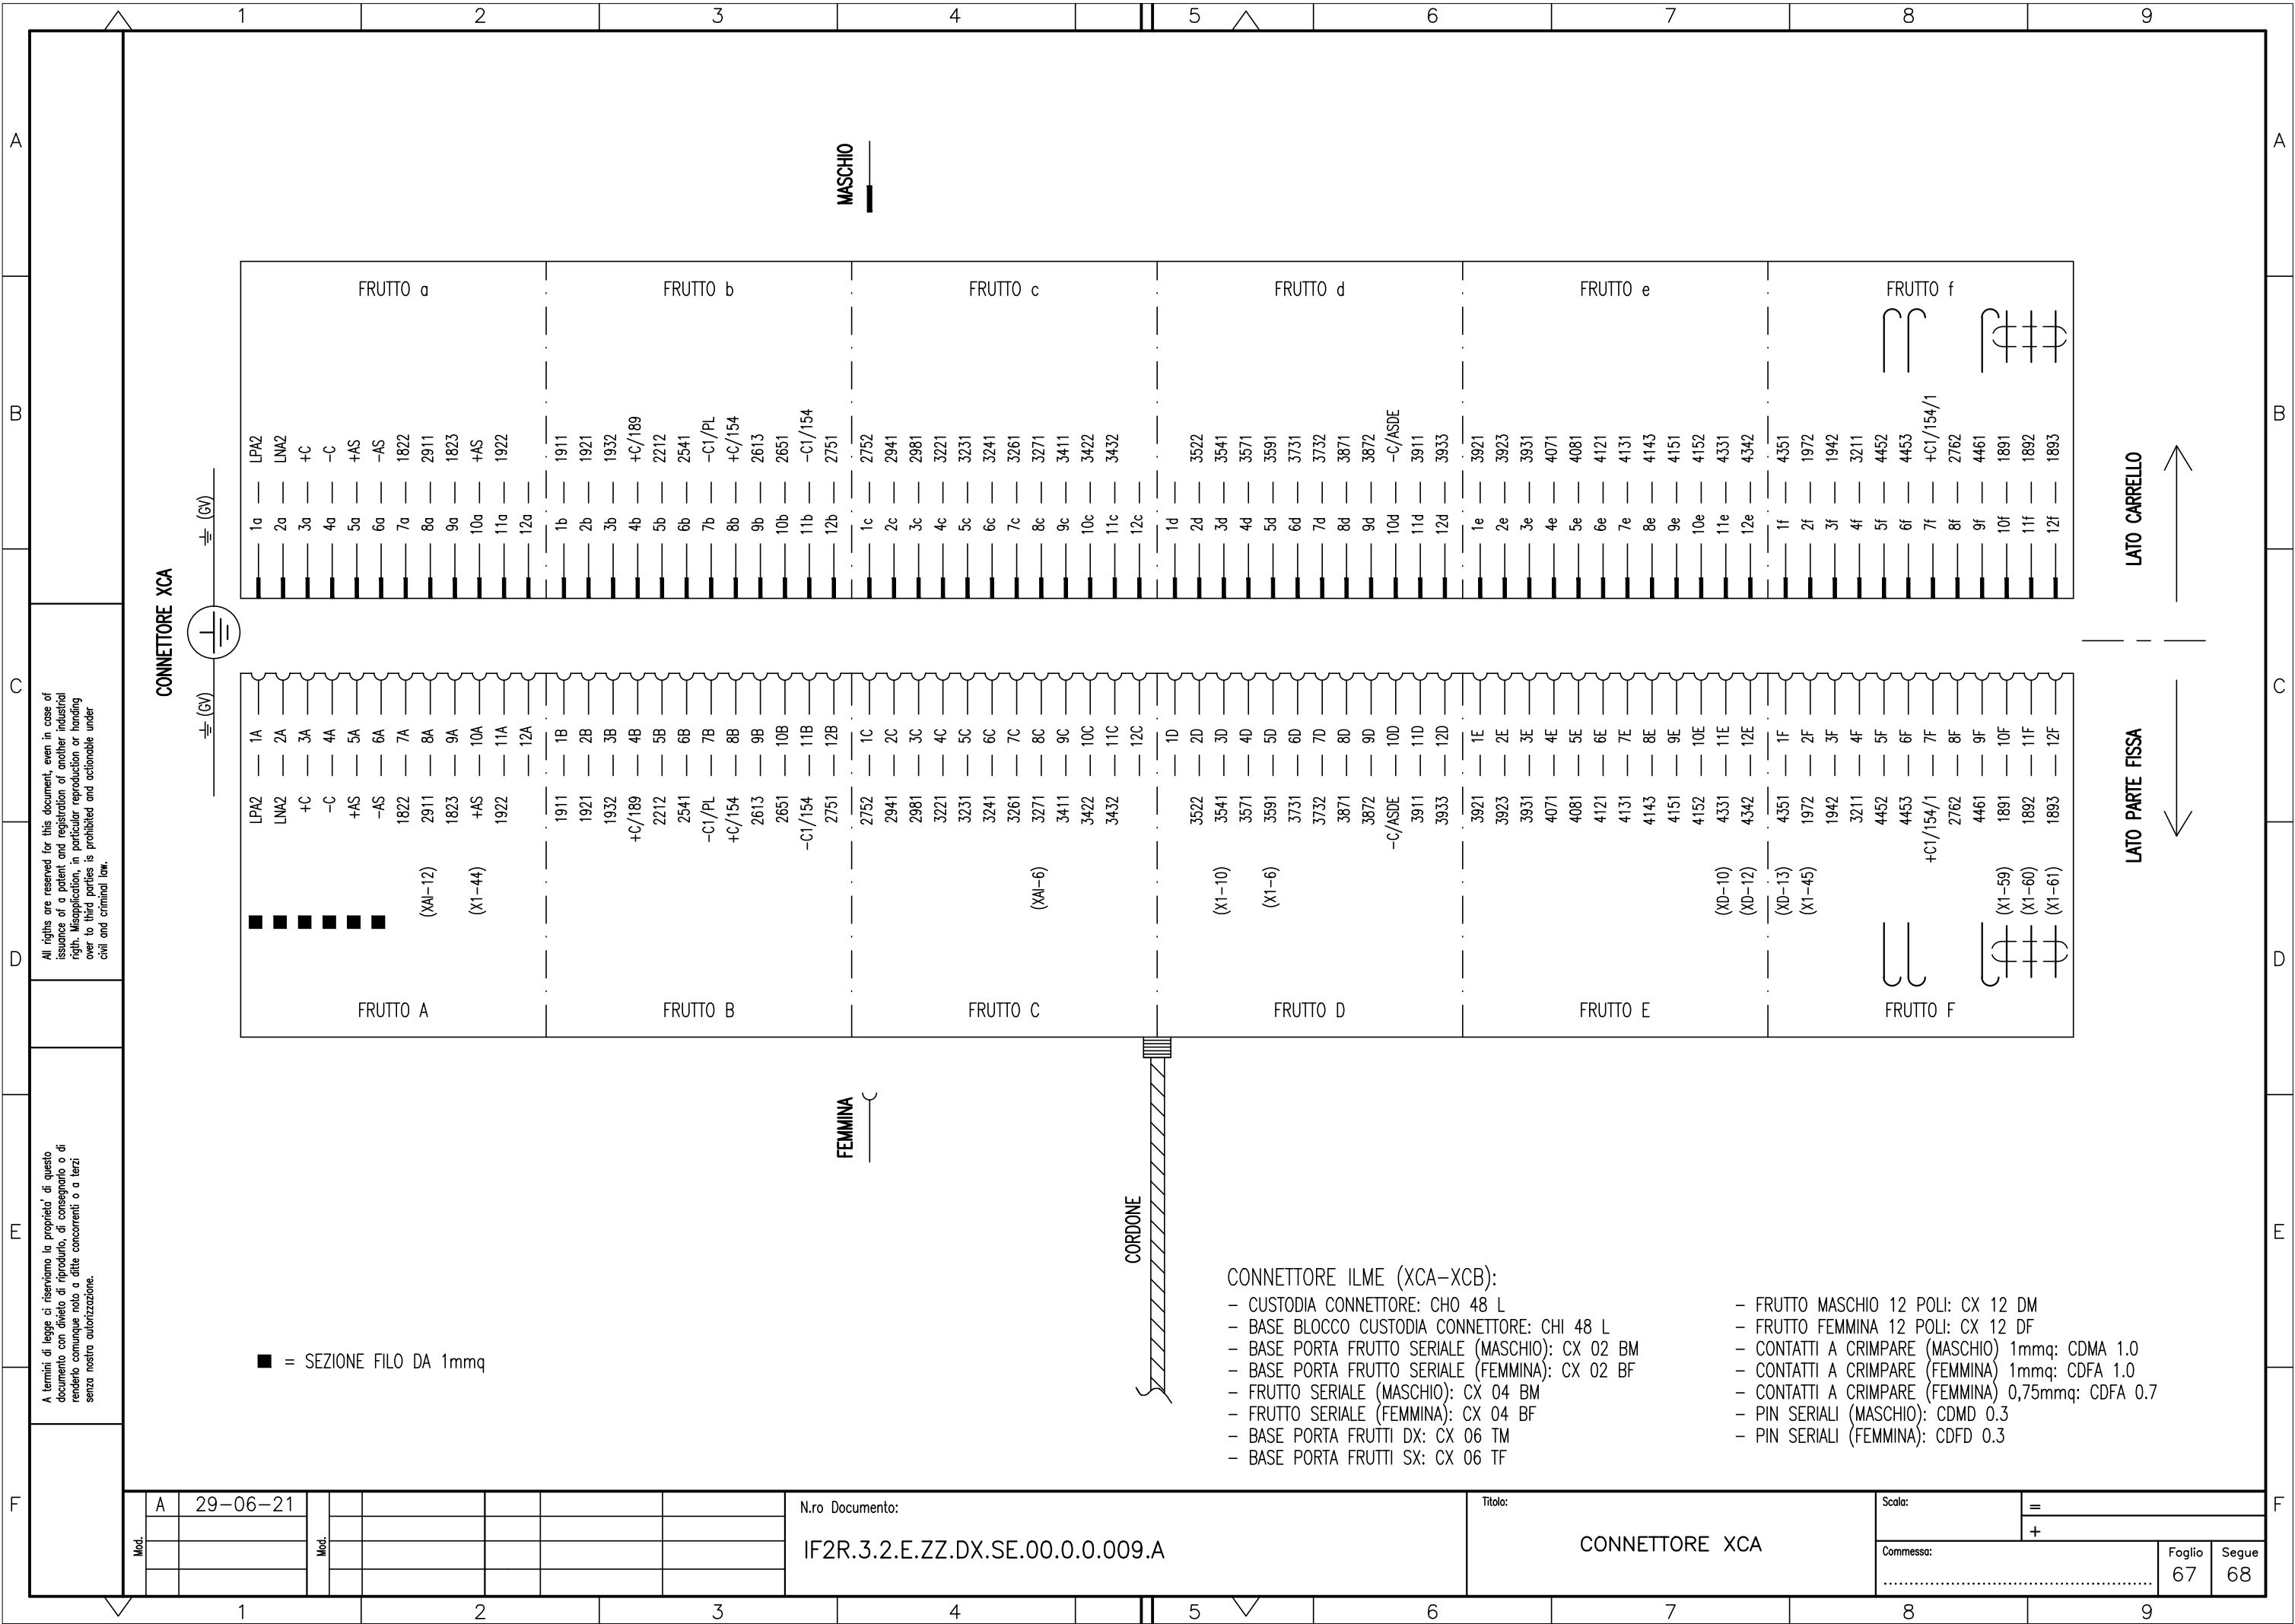 1 2 3 4 5 6 7 8 9
A A
B B
C C
D D
E E
F F
MASCHIO
CONNETTORE XCA
FRUTTO a
FRUTTO b
FRUTTO c
FRUTTO d
FRUTTO e
FRUTTO f
LPA2 LNA2 +C -C +AS -AS 1822 2911 1823 +AS 1922
1911 1921 1932 +C/189 2212 2541 -C1/PL +C/154 2613 2651 -C1/154 2751
2752 2941 2981 3221 3231 3241 3261 3271 3411 3422 3432
3522 3541 3571 3591 3731 3732 3871 3872 -C/ASDE 3911 3933
3921 3923 3931 4071 4081 4121 4131 4143 4151 4152 4331 4342
4351 1972 1942 3211 4452 4453 +C1/154/1 2762 4461 1891 1892 1893
(GV)
1a 2a 3a 4a 5a 6a 7a 8a 9a 10a 11a 12a
1b 2b 3b 4b 5b 6b 7b 8b 9b 10b 11b 12b
1c 2c 3c 4c 5c 6c 7c 8c 9c 10c 11c 12c
1d 2d 3d 4d 5d 6d 7d 8d 9d 10d 11d 12d
1e 2e 3e 4e 5e 6e 7e 8e 9e 10e 11e 12e
1f 2f 3f 4f 5f 6f 7f 8f 9f 10f 11f 12f
LATO CARRELLO
(GV)
1A 2A 3A 4A 5A 6A 7A 8A 9A 10A 11A 12A
1B 2B 3B 4B 5B 6B 7B 8B 9B 10B 11B 12B
1C 2C 3C 4C 5C 6C 7C 8C 9C 10C 11C 12C
1D 2D 3D 4D 5D 6D 7D 8D 9D 10D 11D 12D
1E 2E 3E 4E 5E 6E 7E 8E 9E 10E 11E 12E
1F 2F 3F 4F 5F 6F 7F 8F 9F 10F 11F 12F
LPA2 LNA2 +C -C +AS -AS 1822 2911 1823 +AS 1922
1911 1921 1932 +C/189 2212 2541 -C1/PL +C/154 2613 2651 -C1/154 2751
2752 2941 2981 3221 3231 3241 3261 3271 3411 3422 3432
3522 3541 3571 3591 3731 3732 3871 3872 -C/ASDE 3911 3933
3921 3923 3931 4071 4081 4121 4131 4143 4151 4152 4331 4342
4351 1972 1942 3211 4452 4453 +C1/154/1 2762 4461 1891 1892 1893
LATO PARTE FISSA
(XAI-12) (X1-44) (XAI-6) (X1-10) (X1-6) (XD-10) (XD-12) (XD-13) (X1-45) (X1-59) (X1-60) (X1-61)
FRUTTO A
FRUTTO B
FRUTTO C
FRUTTO D
FRUTTO E
FRUTTO F
FEMMINA
CORDONE
■ = SEZIONE FILO DA 1mmq
CONNETTORE ILME (XCA-XCB):
- CUSTODIA CONNETTORE: CHO 48 L
- BASE BLOCCO CUSTODIA CONNETTORE: CHI 48 L
- BASE PORTA FRUTTO SERIALE (MASCHIO): CX 02 BM
- BASE PORTA FRUTTO SERIALE (FEMMINA): CX 02 BF
- FRUTTO SERIALE (MASCHIO): CX 04 BM
- FRUTTO SERIALE (FEMMINA): CX 04 BF
- BASE PORTA FRUTTI DX: CX 06 TM
- BASE PORTA FRUTTI SX: CX 06 TF
- FRUTTO MASCHIO 12 POLI: CX 12 DM
- FRUTTO FEMMINA 12 POLI: CX 12 DF
- CONTATTI A CRIMPARE (MASCHIO) 1mmq: CDMA 1.0
- CONTATTI A CRIMPARE (FEMMINA) 1mmq: CDFA 1.0
- CONTATTI A CRIMPARE (FEMMINA) 0,75mmq: CDFA 0.7
- PIN SERIALI (MASCHIO): CDMD 0.3
- PIN SERIALI (FEMMINA): CDFD 0.3
All rigths are reserved for this document, even in case of
issuance of a patent and registration of another industrial
rigth. Misapplication, in particular reproduction or handing
over to third parties is prohibited and actionable under
civil and criminal law.
A termini di legge ci riserviamo la proprieta' di questo
documento con divieto di riprodurlo, di consegnarlo o di
renderlo comunque noto a ditte concorrenti o a terzi
senza nostra autorizzazione.
Mod.
A 29-06-21
Mod.
N.ro Documento:
IF2R.3.2.E.ZZ.DX.SE.00.0.0.009.A
Titolo:
CONNETTORE XCA
Scala:
=
+
Commessa:
Foglio
67
Segue
68
1 2 3 4 5 6 7 8 9